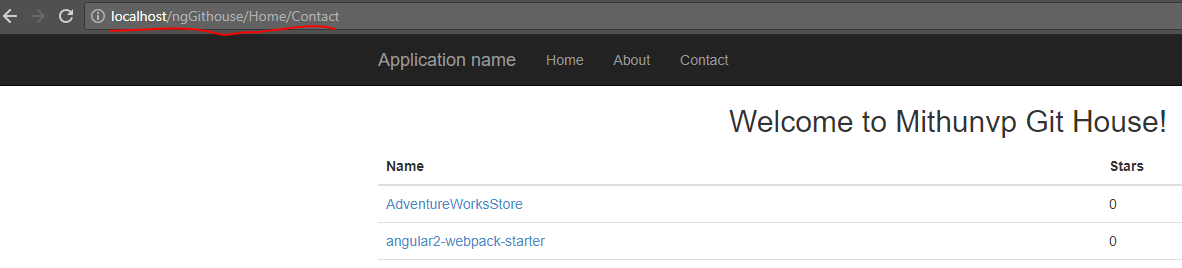 localhost/ngGithouse/Home/Contact
Application name Home About Contact
Welcome to Mithunvp Git House!
Name Stars
AdventureWorksStore 0
angular2-webpack-starter 0